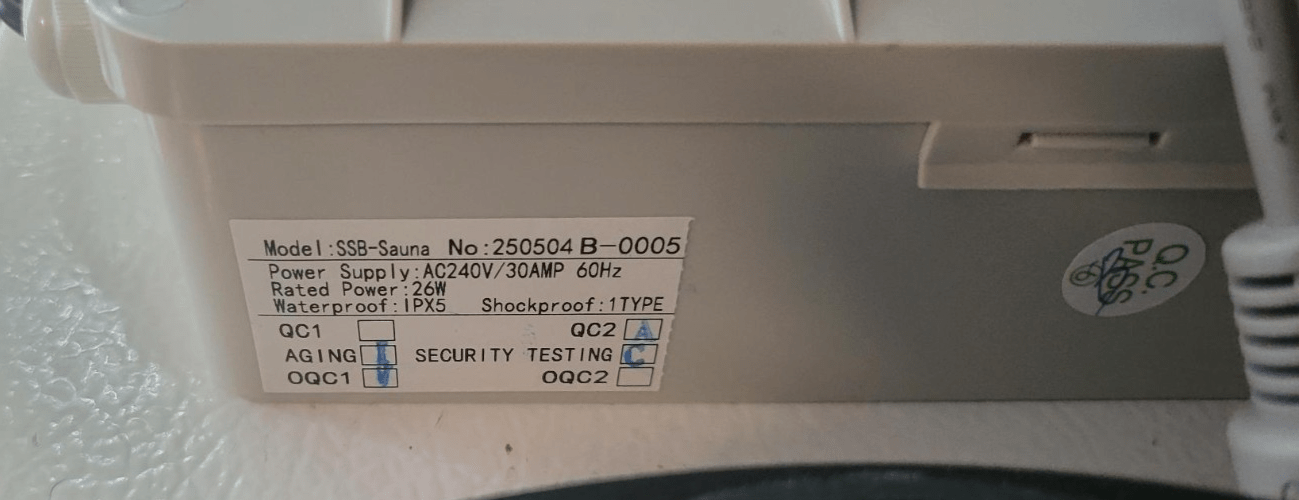 Model:SSB-Sauna No:250504 B-0005
Power Supply:AC240V/30AMP 60Hz
Rated Power:26W
Waterproof:IPX5 Shockproof:1TYPE
QC1 QC2 A
AGING I SECURITY TESTING C
OQC1 OQC2
Q.C.
PASS
6